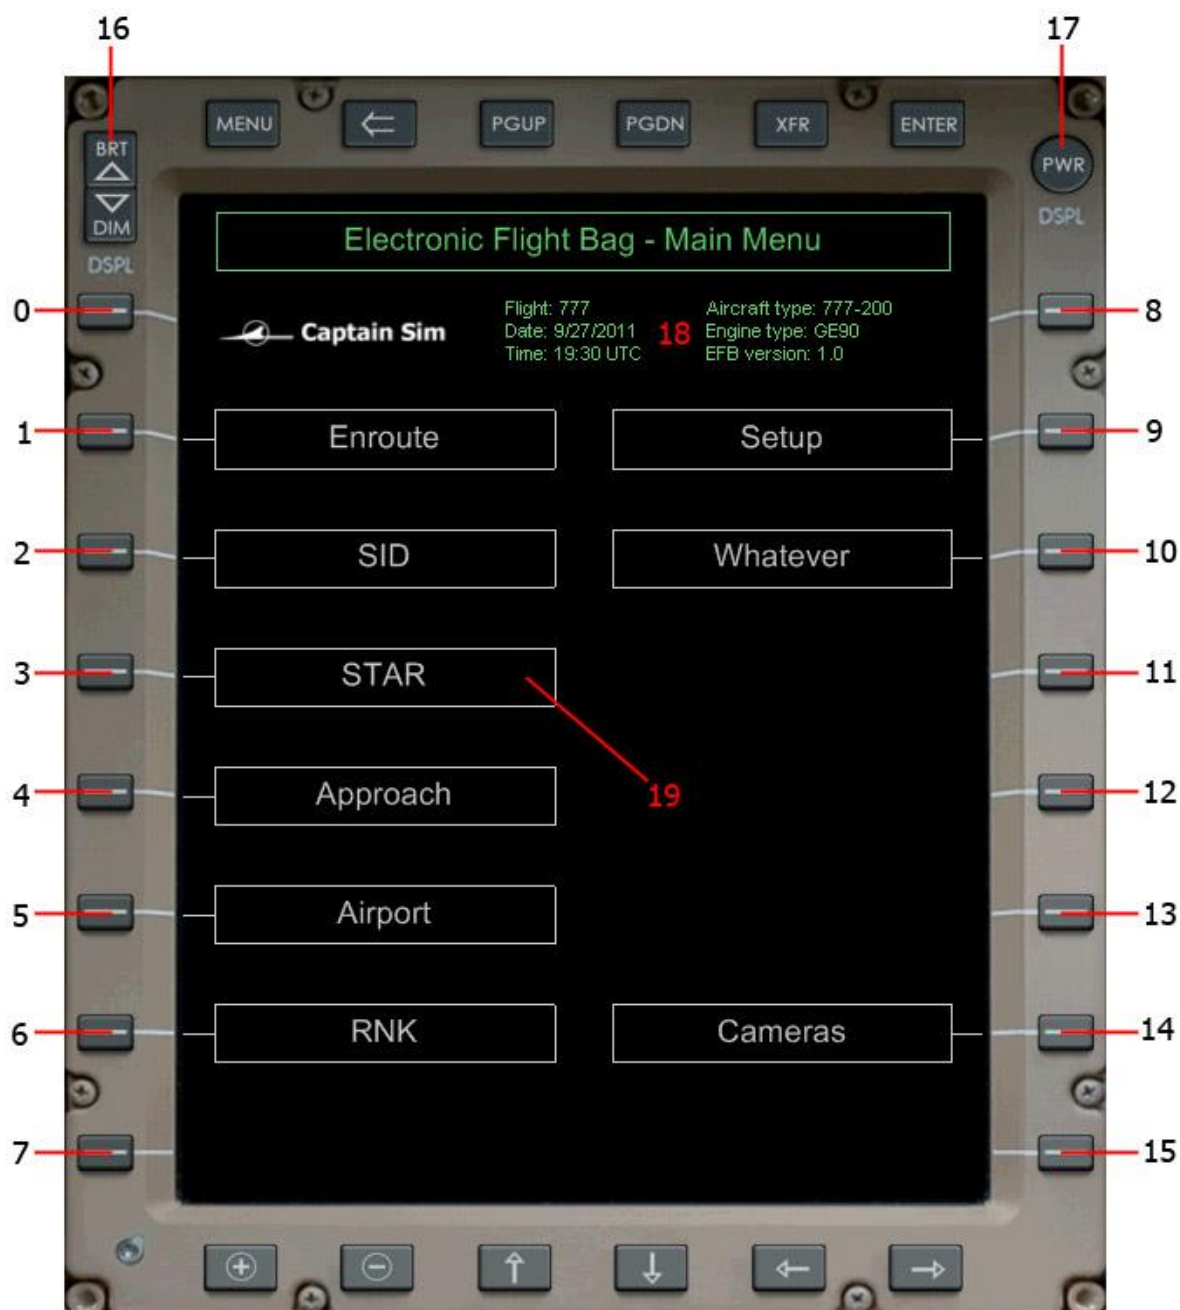 16
17
MENU
PGUP
PGDN
XFR
ENTER
BRT
DIM
DSPL
PWR
DSPL
Electronic Flight Bag - Main Menu
Captain Sim
Flight: 777
Date: 9/27/2011
Time: 19:30 UTC
18
Aircraft type: 777-200
Engine type: GE90
EFB version: 1.0
0
8
1
Enroute
Setup
9
2
SID
Whatever
10
3
STAR
11
4
Approach
19
12
5
Airport
13
6
RNK
Cameras
14
7
15